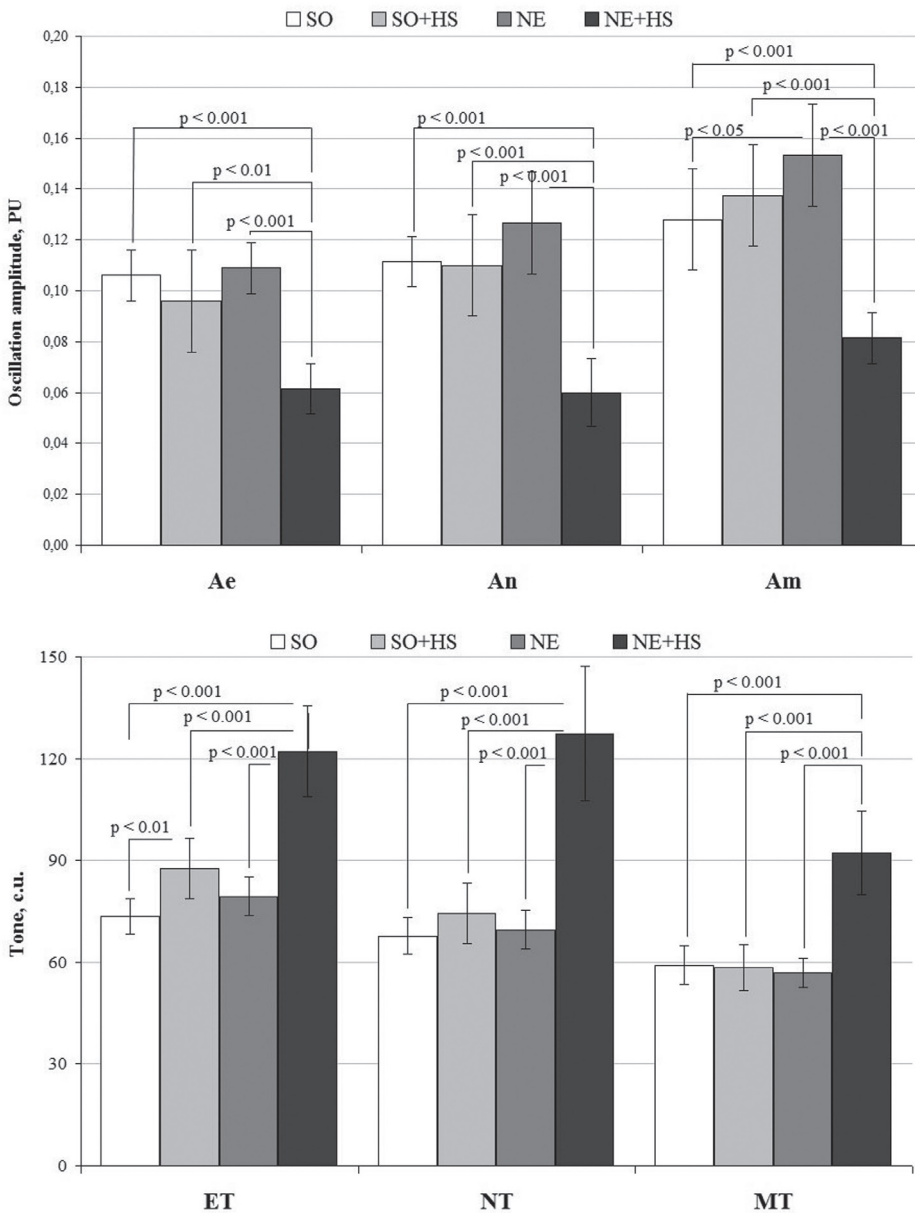 SO SO+HS NE NE+HS
0,20
0,18
p < 0.001
p < 0.001
0,16
p < 0.001 p < 0.001 p < 0.05 p < 0.001
p < 0.001
0,14
p < 0.01 p < 0.001
0,12
p < 0.001
0,10
0,08
0,06
0,04
0,02
0,00
Oscillation amplitude, PU
Ae An Am
SO SO+HS NE NE+HS
150
p < 0.001 p < 0.001 p < 0.001
p < 0.001 p < 0.001 p < 0.001
p < 0.001 p < 0.001 p < 0.001
120
p < 0.01
90
60
30
0
Tone, c.u.
ET NT MT